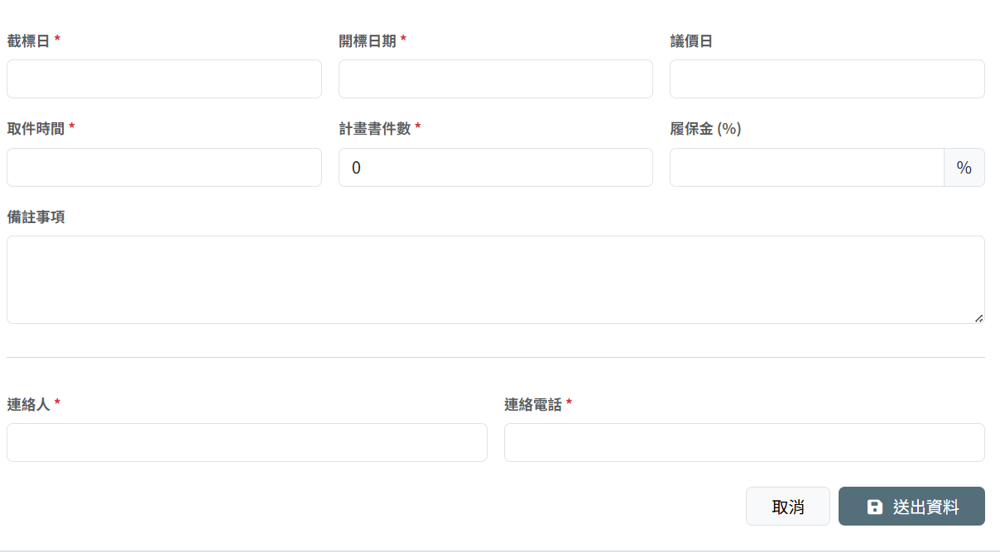 截標日 * 開標日期 * 議價日
取件時間 * 計畫書件數 * 履保金 (%)
0 %
備註事項
連絡人 * 連絡電話 *
取消 送出資料